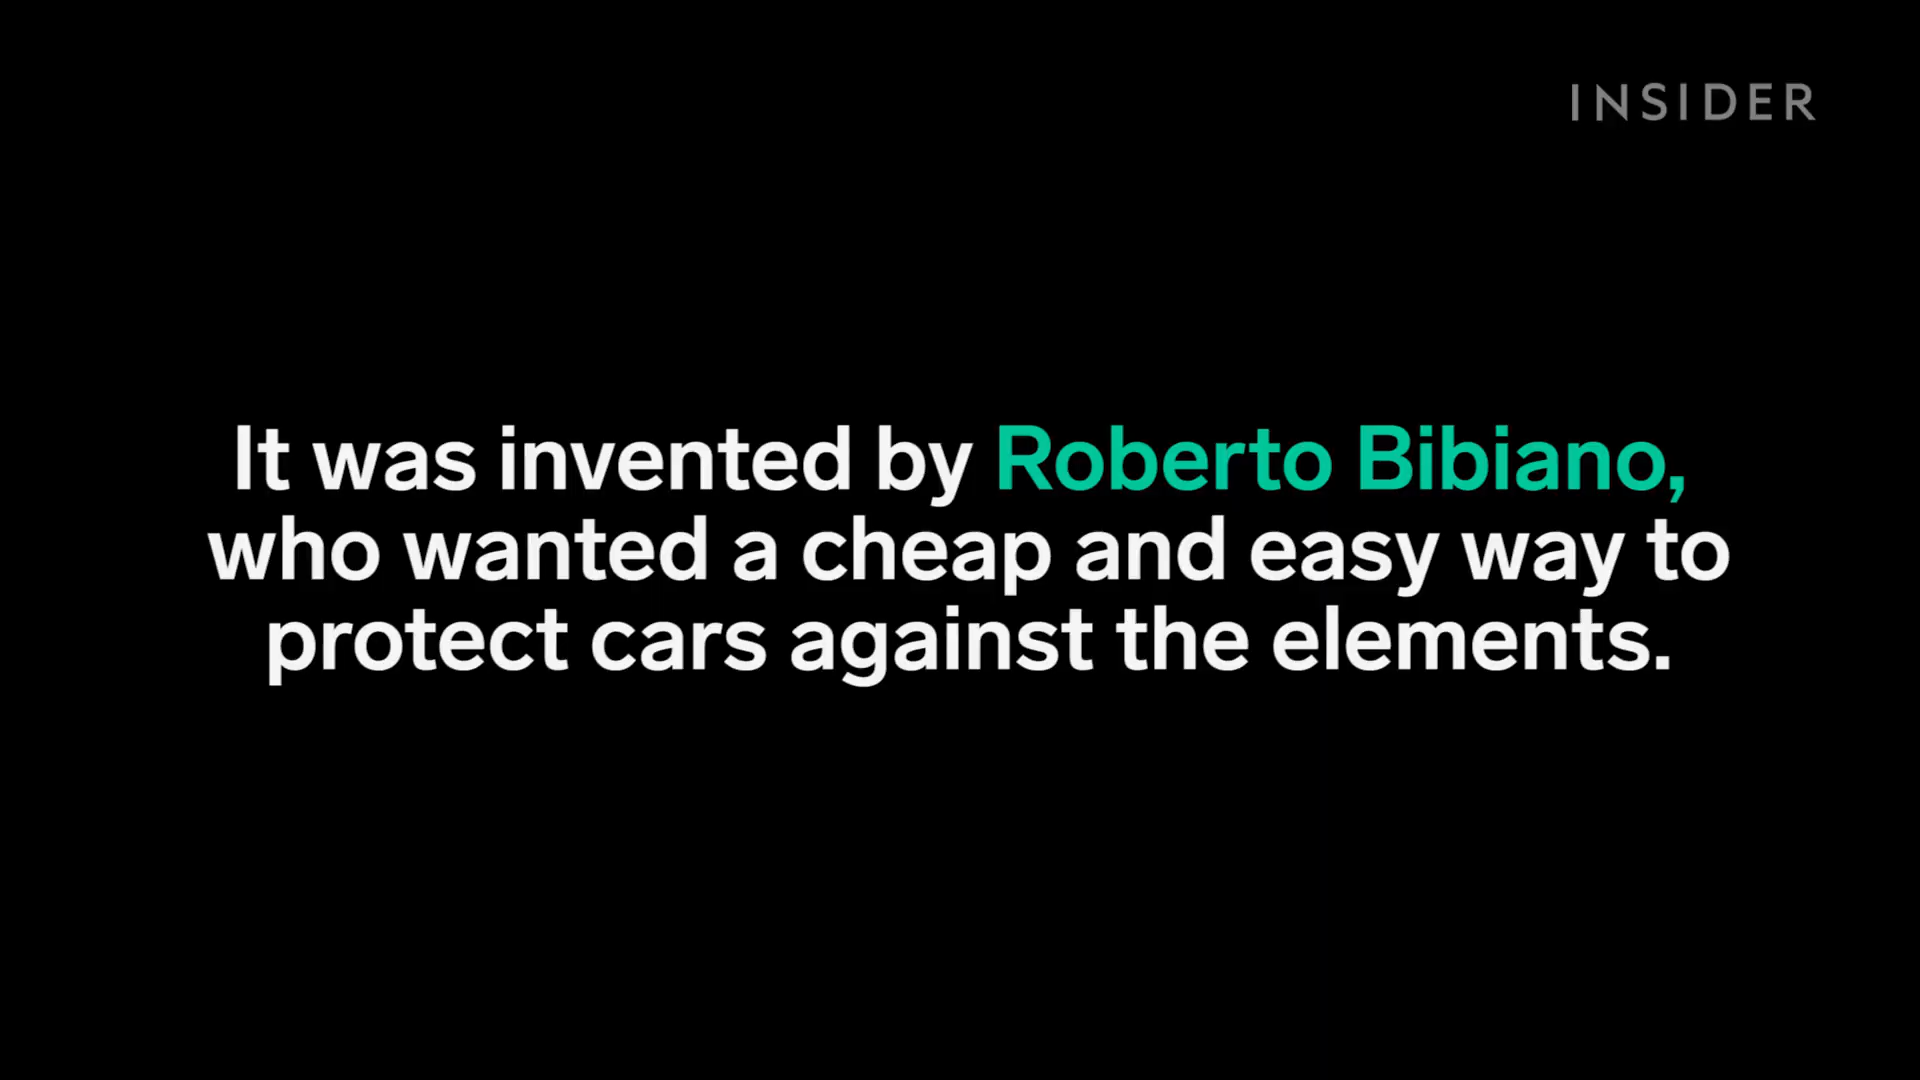 INSIDER
It was invented by Roberto Bibiano,
who wanted a cheap and easy way to
protect cars against the elements.